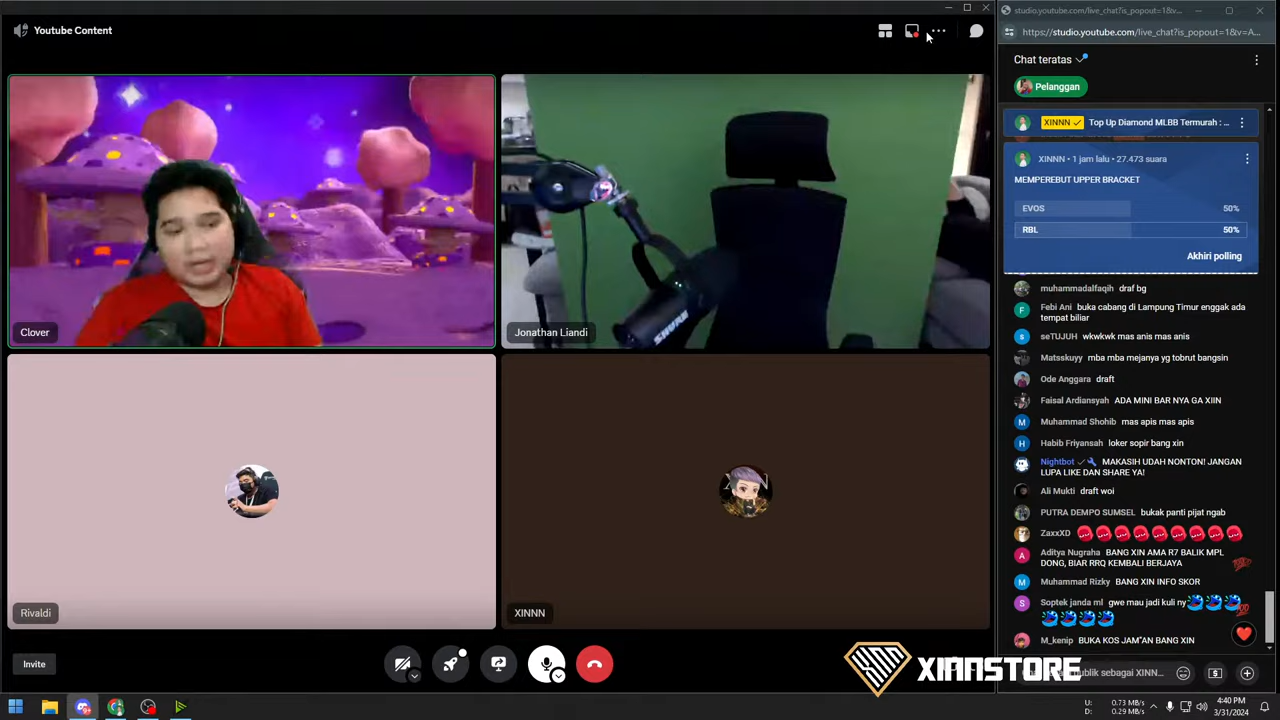 Youtube Content
Clover
Jonathan Liandi
Rivaldi
XINNN
Invite
XINNSTORE
studio.youtube.com/live_chat?is_popout=1&v...
https://studio.youtube.com/live_chat?is_popout=1&v=A...
Chat teratas
Pelanggan
XINNN Top Up Diamond MLBB Termurah : ...
XINNN • 1 jam lalu • 27.473 suara
MEMPEREBUT UPPER BRACKET
EVOS 50%
RBL 50%
Akhiri polling
muhammadalfaqih draf bg
Febi Ani buka cabang di Lampung Timur enggak ada
tempat biliar
seTUJUH wkwkwk mas anis mas anis
Matsskuyy mba mba mejanya yg tobrut bangsin
Ode Anggara draft
Faisal Ardiansyah ADA MINI BAR NYA GA XIIN
Muhammad Shohib mas apis mas apis
Habib Friyansah loker sopir bang xin
Nightbot MAKASIH UDAH NONTON! JANGAN
LUPA LIKE DAN SHARE YA!
Ali Mukti draft woi
PUTRA DEMPO SUMSEL bukak panti pijat ngab
ZaxxXD
Aditya Nugraha BANG XIN AMA R7 BALIK MPL
DONG, BIAR RRQ KEMBALI BERJAYA
Muhammad Rizky BANG XIN INFO SKOR
Soptek janda ml gwe mau jadi kuli ny
M_kenip BUKA KOS JAM"AN BANG XIN
sebagai XINN...
U: 0.73 MB/s
D: 0.29 MB/s
4:40 PM
3/31/2024